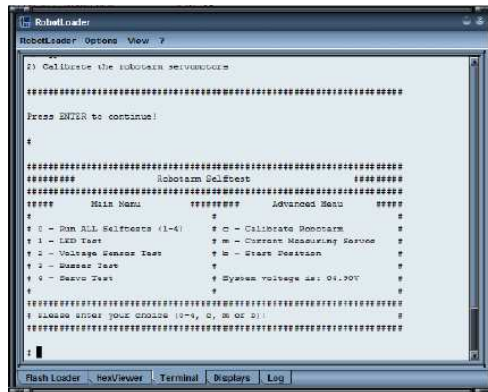 RobotLoader
RobotLoader Options View ?
2) Calibrate the robotarm servomotors
################################################################
Press ENTER to continue!
#
################################################################
######### Robotarm Selftest #########
################################################################
##### Main Menu ######### Advanced Menu #####
# # #
# 0 - Run ALL Selftests (1-4) # c - Calibrate Robotarm #
# 1 - LED Test # m - Current Measuring Servos #
# 2 - Voltage Sensor Test # b - Start Position #
# 3 - Buzzer Test # #
# 4 - Servo Test # System voltage is: 04.90V #
# # #
################################################################
# Please enter your choice (0-4, c, m or b)! #
################################################################
:
Flash Loader HexViewer Terminal Displays Log